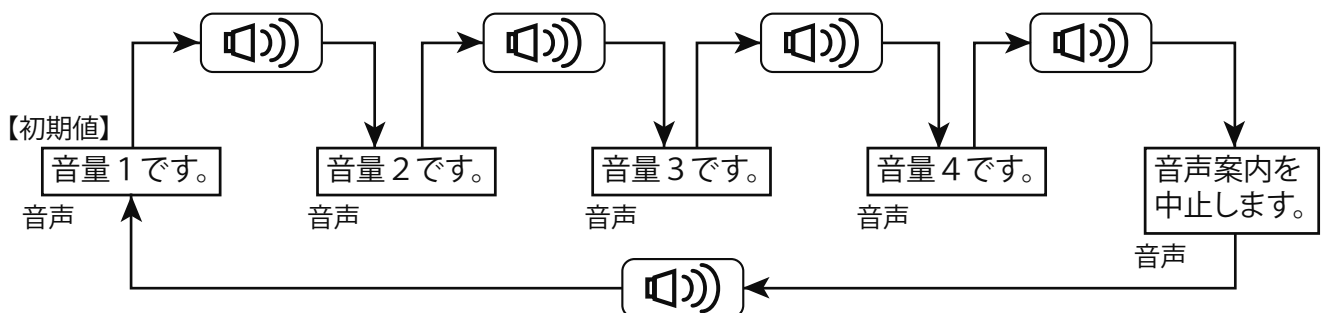 【初期値】
音量1です。
音声
音量2です。
音声
音量3です。
音声
音量4です。
音声
音声案内を
中止します。
音声